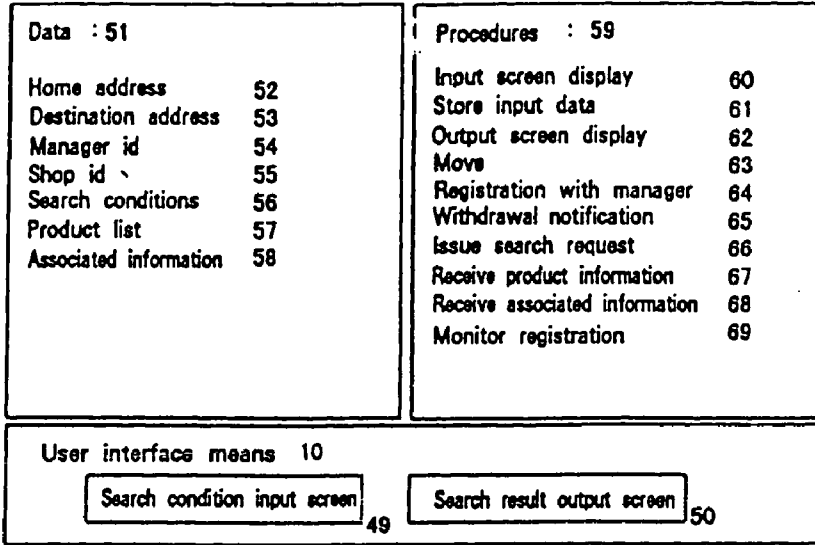 Data : 51
Home address 52
Destination address 53
Manager id 54
Shop id 55
Search conditions 56
Product list 57
Associated information 58
Procedures : 59
Input screen display 60
Store input data 61
Output screen display 62
Move 63
Registration with manager 64
Withdrawal notification 65
Issue search request 66
Receive product information 67
Receive associated information 68
Monitor registration 69
User interface means 10
Search condition input screen 49
Search result output screen 50